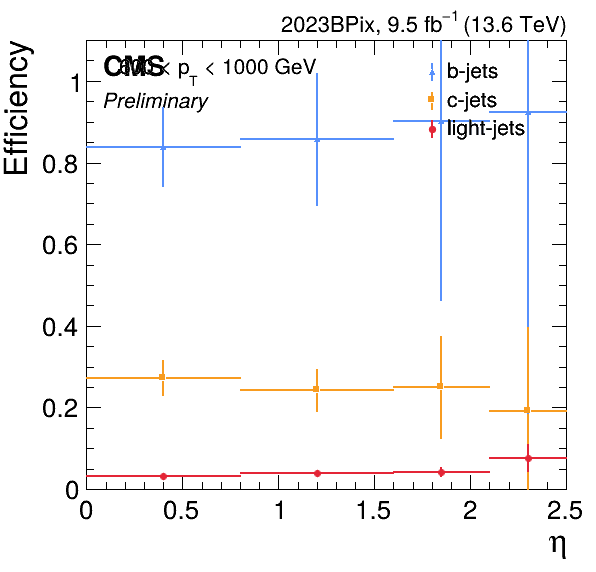 2023BPix, 9.5 fb⁻¹ (13.6 TeV)
CMS
< p_T < 1000 GeV
Preliminary
b-jets
c-jets
light-jets
Efficiency
1
0.8
0.6
0.4
0.2
0
0 0.5 1 1.5 2 2.5
η